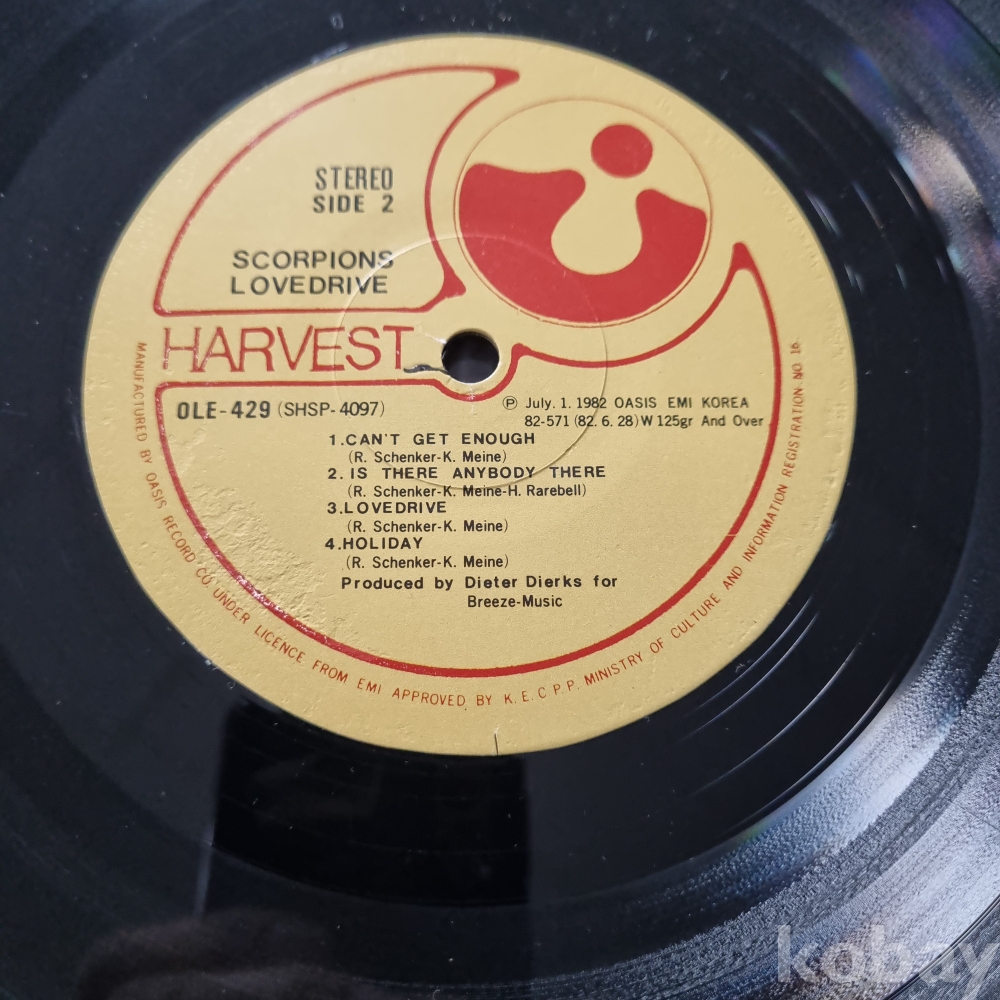 STEREO
SIDE 2
SCORPIONS
LOVEDRIVE
HARVEST
OLE-429 (SHSP-4097)
Ⓟ July. 1. 1982 OASIS EMI KOREA
82-571 (82. 6. 28) W 125gr And Over
1.CAN'T GET ENOUGH
(R. Schenker-K. Meine)
2. IS THERE ANYBODY THERE
(R. Schenker-K. Meine-H. Rarebell)
3.LOVEDRIVE
(R. Schenker-K. Meine)
4.HOLIDAY
(R. Schenker-K. Meine)
Produced by Dieter Dierks for
Breeze-Music
MANUFACTURED BY OASIS RECORD CO UNDER LICENCE FROM EMI APPROVED, BY K. E. C P. P. MINISTRY OF CULTURE AND INFORMATION REGISTRATION NO. 16
kobay